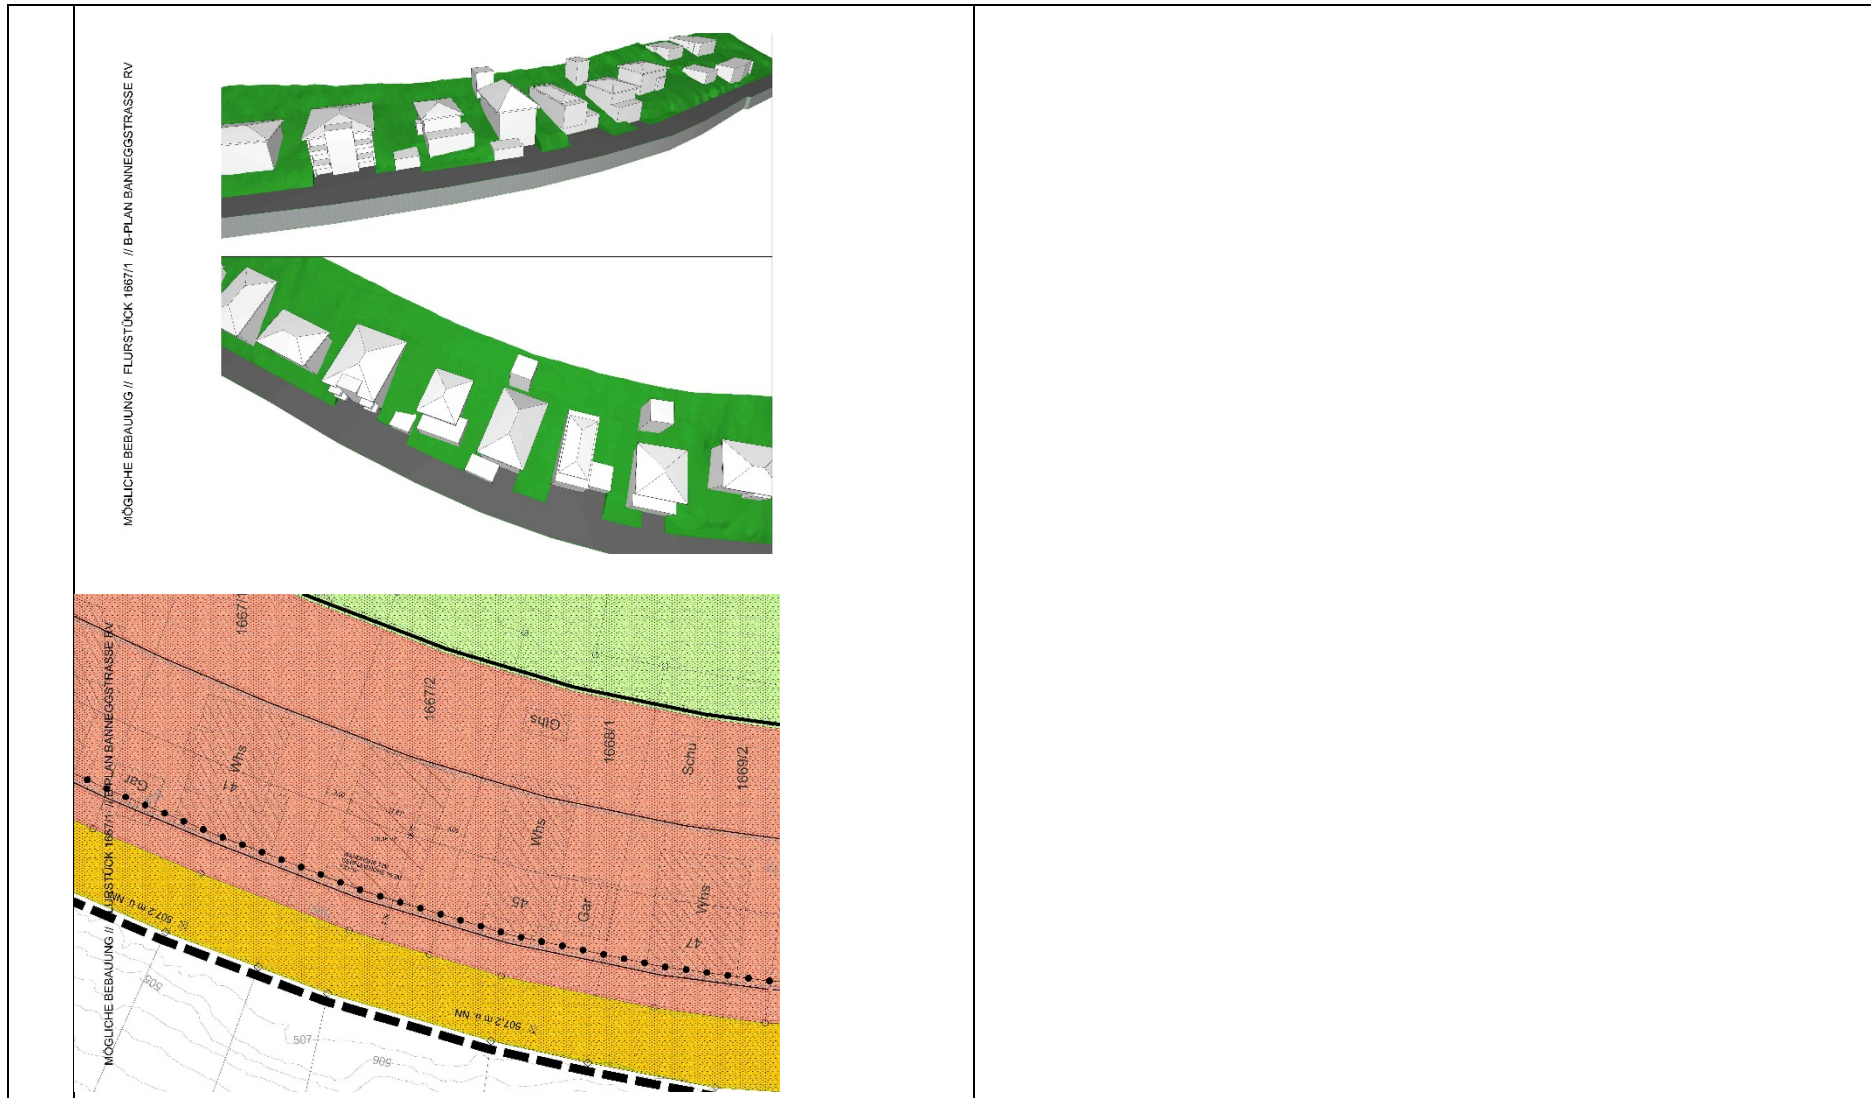 MÖGLICHE BEBAUUNG // FLURSTÜCK 1667/1 // B-PLAN BANNEGGSTRASSE RV
MÖGLICHE BEBAUUNG // FLURSTÜCK 1667/1 // B-PLAN BANNEGGSTRASSE RV
1667/1
1667/2
Glhs
1668/1
Schu
1669/2
Whs
41
Gar
Whs
45
Gar
Whs
47
507,2 m ü. NN
507,2 m ü. NN
505
507
506